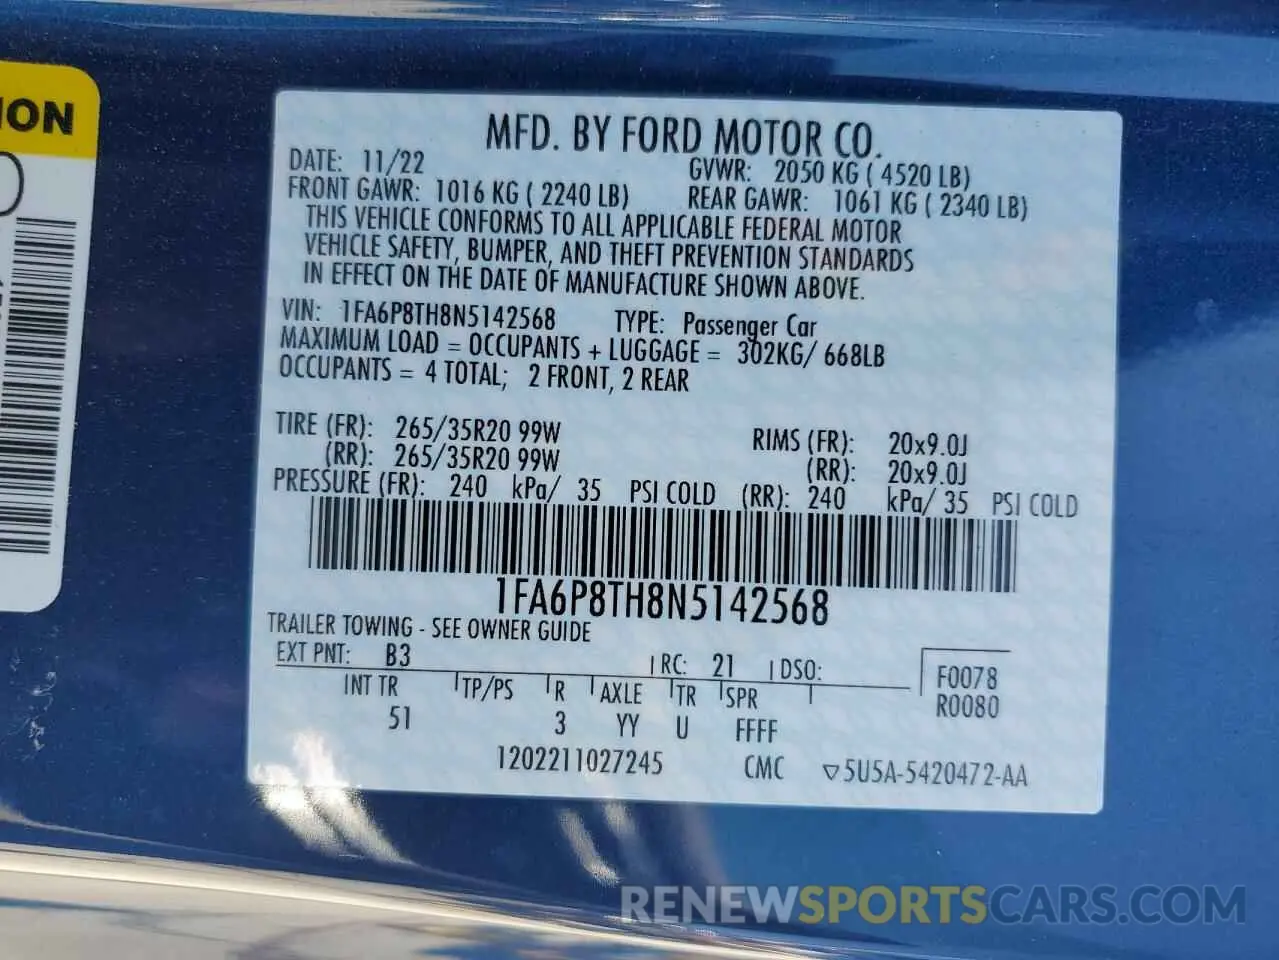 ION
MFD. BY FORD MOTOR CO.
DATE: 11/22 GVWR: 2050 KG ( 4520 LB)
FRONT GAWR: 1016 KG ( 2240 LB) REAR GAWR: 1061 KG ( 2340 LB)
THIS VEHICLE CONFORMS TO ALL APPLICABLE FEDERAL MOTOR
VEHICLE SAFETY, BUMPER, AND THEFT PREVENTION STANDARDS
IN EFFECT ON THE DATE OF MANUFACTURE SHOWN ABOVE.
VIN: 1FA6P8TH8N5142568 TYPE: Passenger Car
MAXIMUM LOAD = OCCUPANTS + LUGGAGE = 302KG/ 668LB
OCCUPANTS = 4 TOTAL; 2 FRONT, 2 REAR
TIRE (FR): 265/35R20 99W RIMS (FR): 20x9.0J
(RR): 265/35R20 99W (RR): 20x9.0J
PRESSURE (FR): 240 kPa/ 35 PSI COLD (RR): 240 kPa/ 35 PSI COLD
1FA6P8TH8N5142568
TRAILER TOWING - SEE OWNER GUIDE
EXT PNT: B3 RC: 21 DSO: F0078
INT TR TP/PS R AXLE TR SPR R0080
51 3 YY U FFFF
1202211027245 CMC ▽5U5A-5420472-AA
RENEWSPORTSCARS.COM